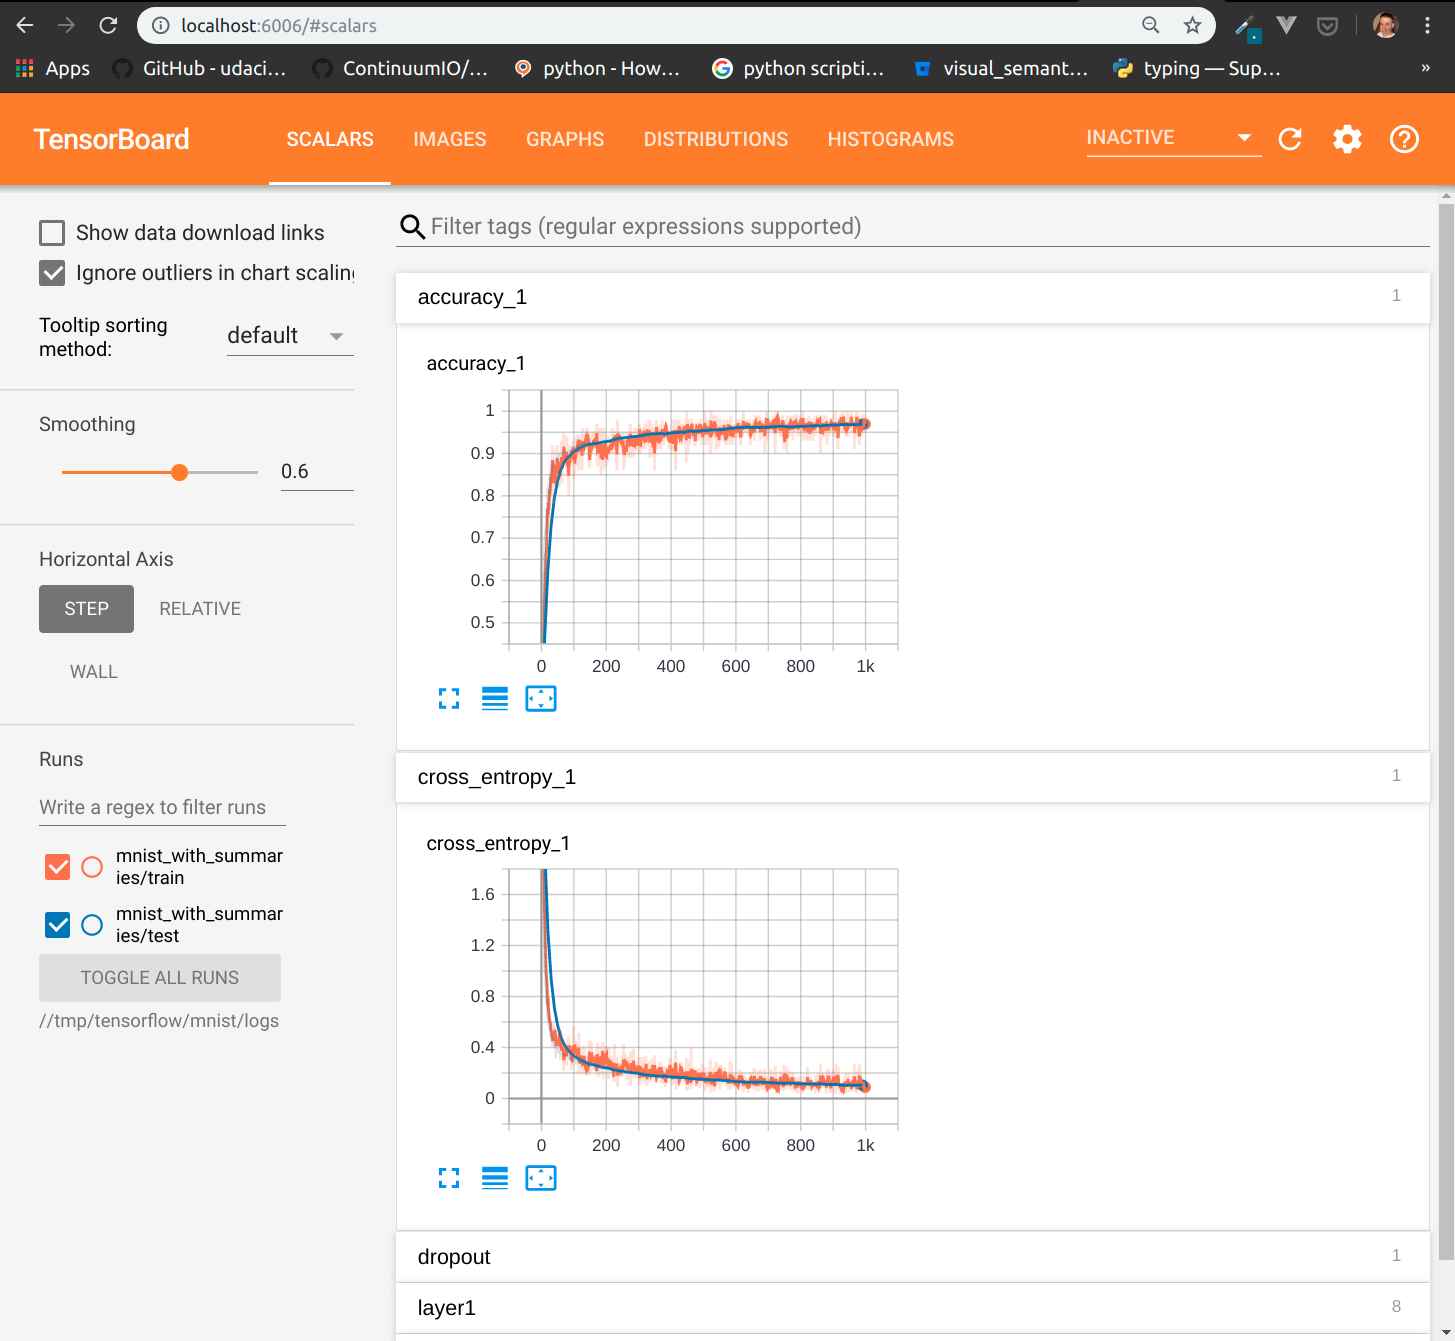 localhost:6006/#scalars
Apps GitHub - udaci... ContinuumIO/... python - How... python scripti... visual_semant... typing — Sup... »
TensorBoard SCALARS IMAGES GRAPHS DISTRIBUTIONS HISTOGRAMS INACTIVE
Show data download links
Ignore outliers in chart scaling
Tooltip sorting
method:
default
Smoothing
0.6
Horizontal Axis
STEP RELATIVE
WALL
Runs
Write a regex to filter runs
mnist_with_summar
ies/train
mnist_with_summar
ies/test
TOGGLE ALL RUNS
//tmp/tensorflow/mnist/logs
Filter tags (regular expressions supported)
accuracy_1 1
accuracy_1
1
0.9
0.8
0.7
0.6
0.5
0 200 400 600 800 1k
cross_entropy_1 1
cross_entropy_1
1.6
1.2
0.8
0.4
0
0 200 400 600 800 1k
dropout 1
layer1 8